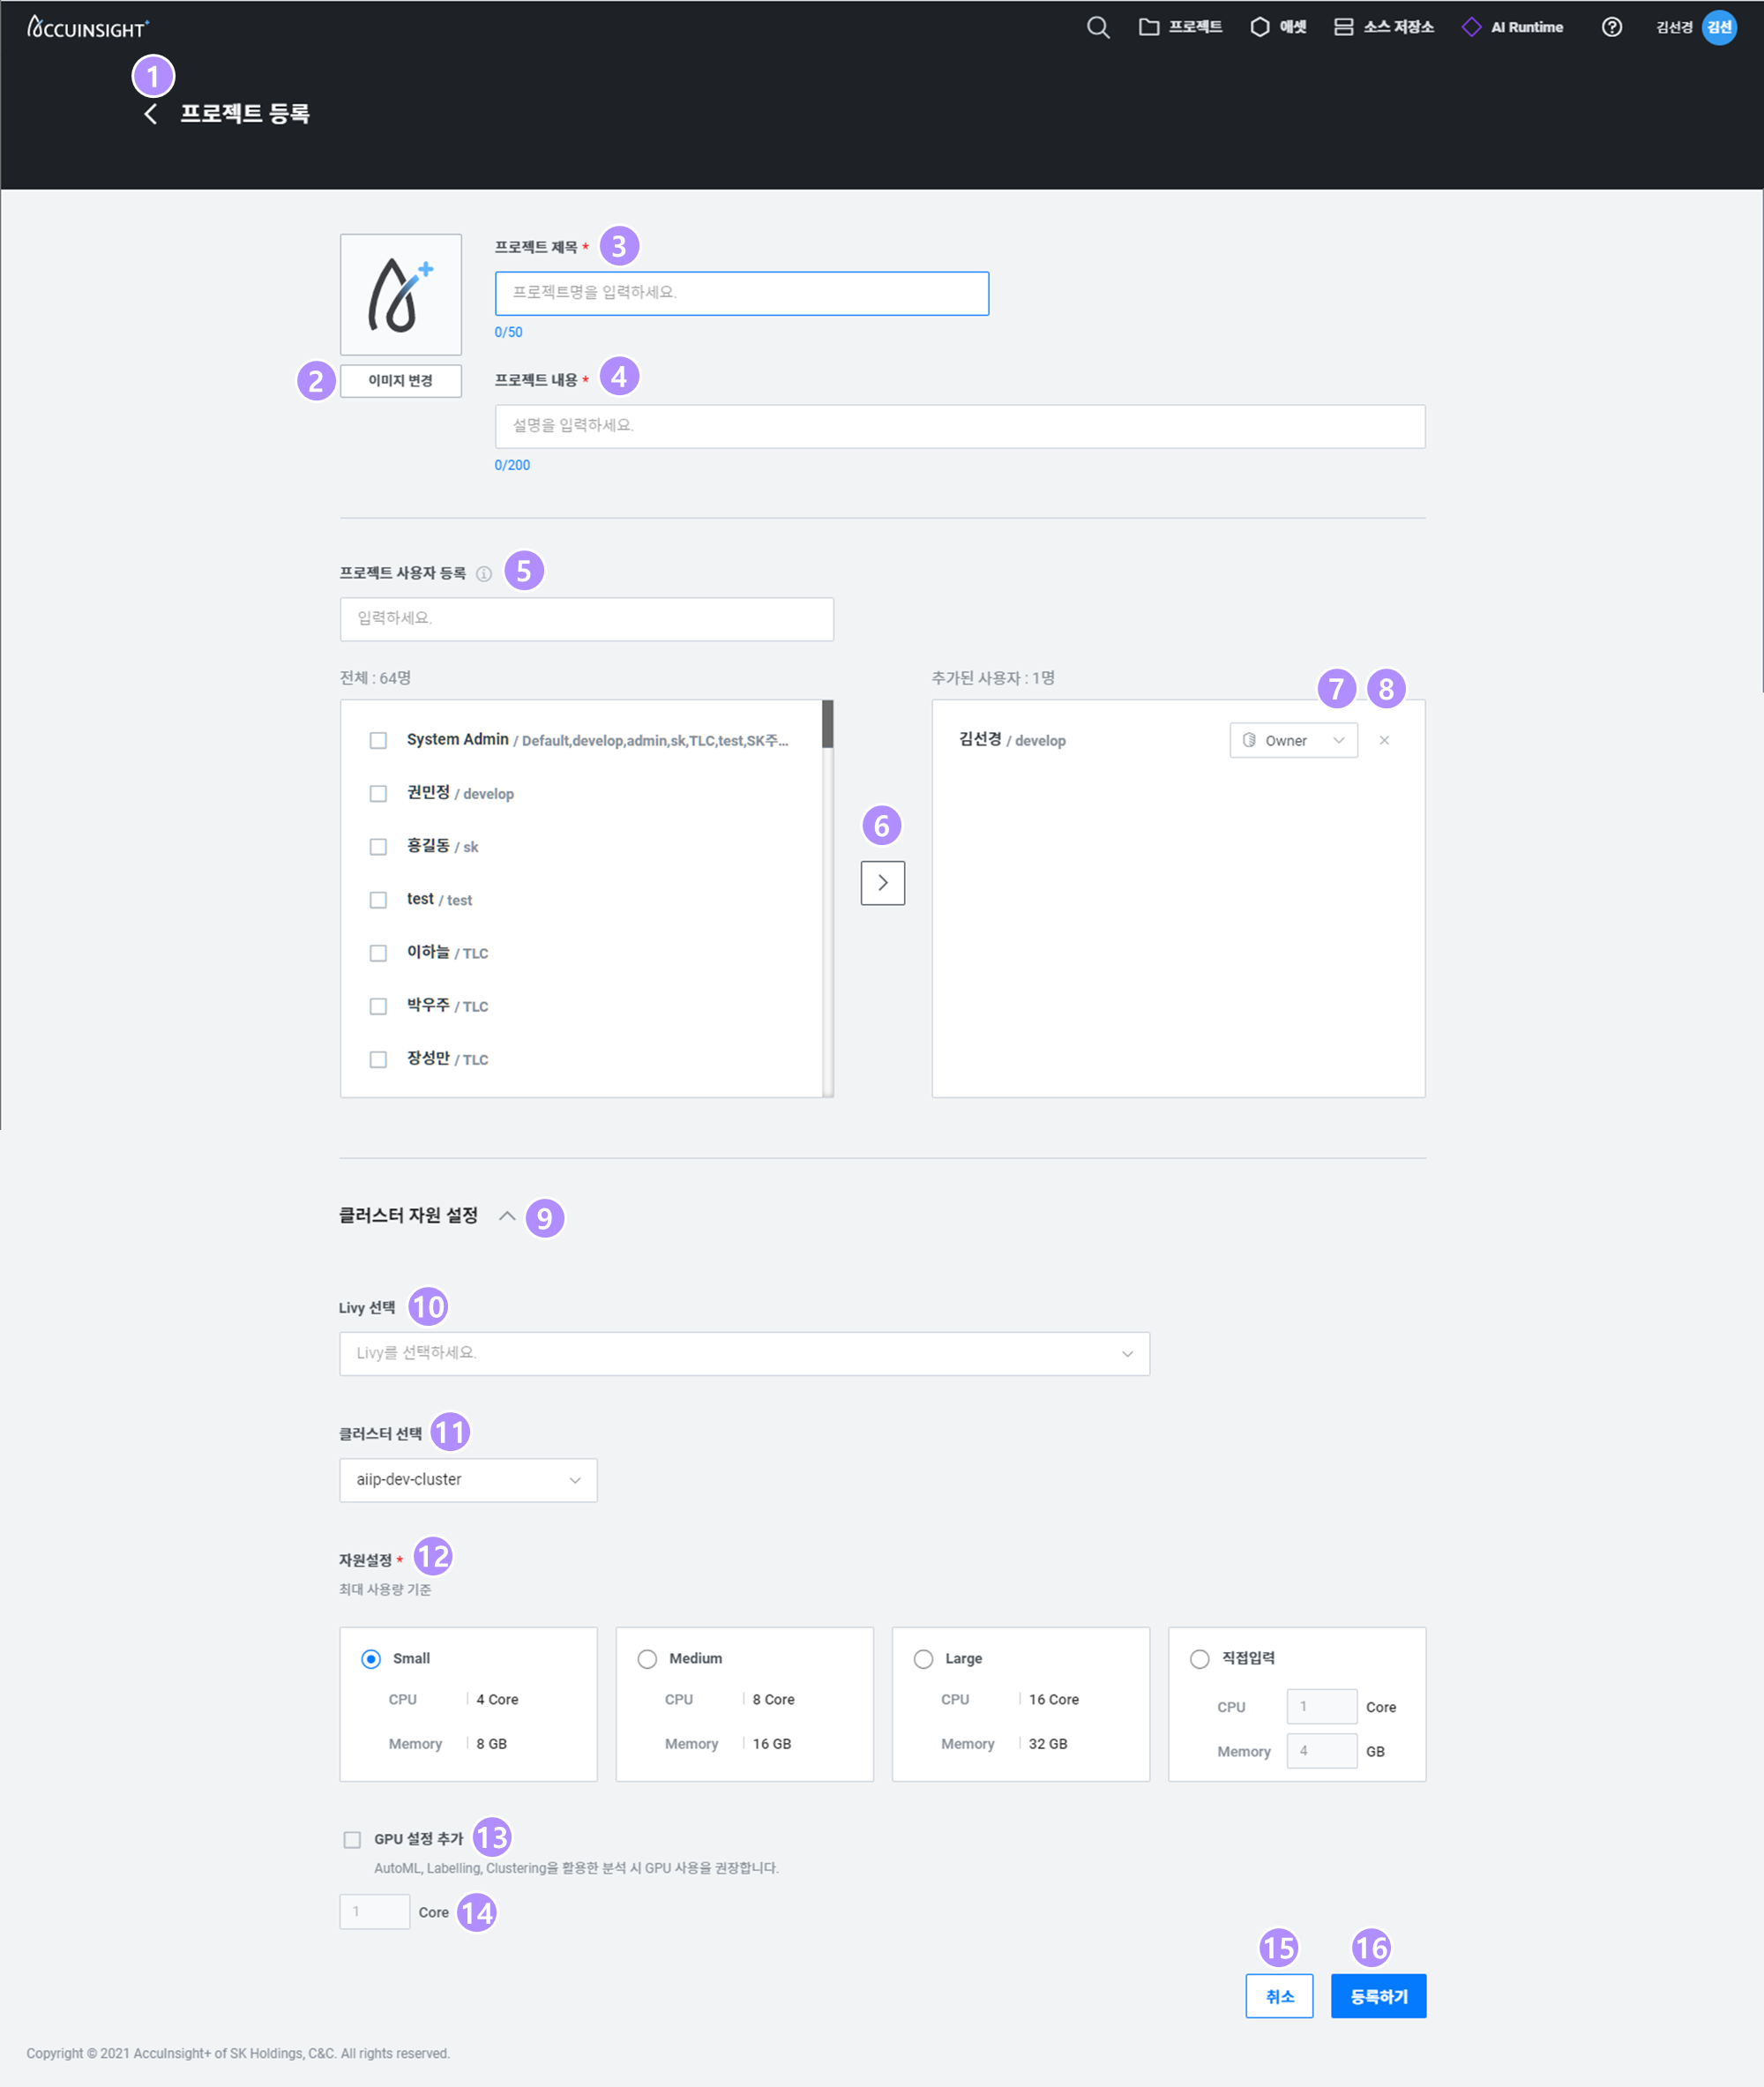 ACCUINSIGHT+
프로젝트
애셋
소스 저장소
AI Runtime
김선경
김선
1
프로젝트 등록
프로젝트 제목 * 3
프로젝트명을 입력하세요.
0/50
2 이미지 변경
프로젝트 내용 * 4
설명을 입력하세요.
0/200
프로젝트 사용자 등록 5
입력하세요.
전체 : 64명
System Admin / Default,develop,admin,sk,TLC,test,SK주...
권민정 / develop
홍길동 / sk
test / test
이하늘 / TLC
박우주 / TLC
장성만 / TLC
6
추가된 사용자 : 1명
7 8
김선경 / develop Owner
클러스터 자원 설정 9
Livy 선택 10
Livy를 선택하세요.
클러스터 선택 11
aiip-dev-cluster
자원설정 * 12
최대 사용량 기준
Small
CPU 4 Core
Memory 8 GB
Medium
CPU 8 Core
Memory 16 GB
Large
CPU 16 Core
Memory 32 GB
직접입력
CPU 1 Core
Memory 4 GB
GPU 설정 추가 13
AutoML, Labelling, Clustering을 활용한 분석 시 GPU 사용을 권장합니다.
1 Core 14
15 16
취소 등록하기
Copyright © 2021 AccuInsight+ of SK Holdings, C&C. All rights reserved.